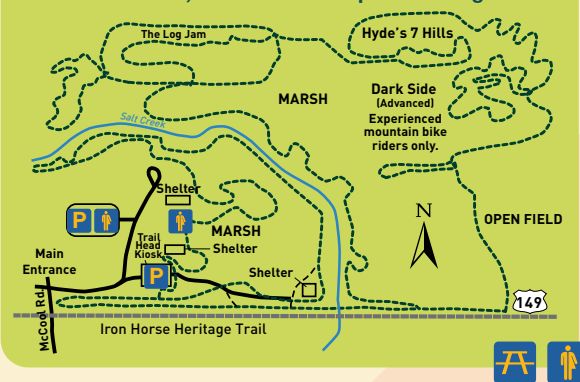 The Log Jam
Hyde's 7 Hills
MARSH
Dark Side
(Advanced)
Experienced
mountain bike
riders only.
Salt Creek
Shelter
P
MARSH
N
OPEN FIELD
Trail
Head
Kiosk
Shelter
Main
Entrance
P
Shelter
149
McCool Rd.
Iron Horse Heritage Trail